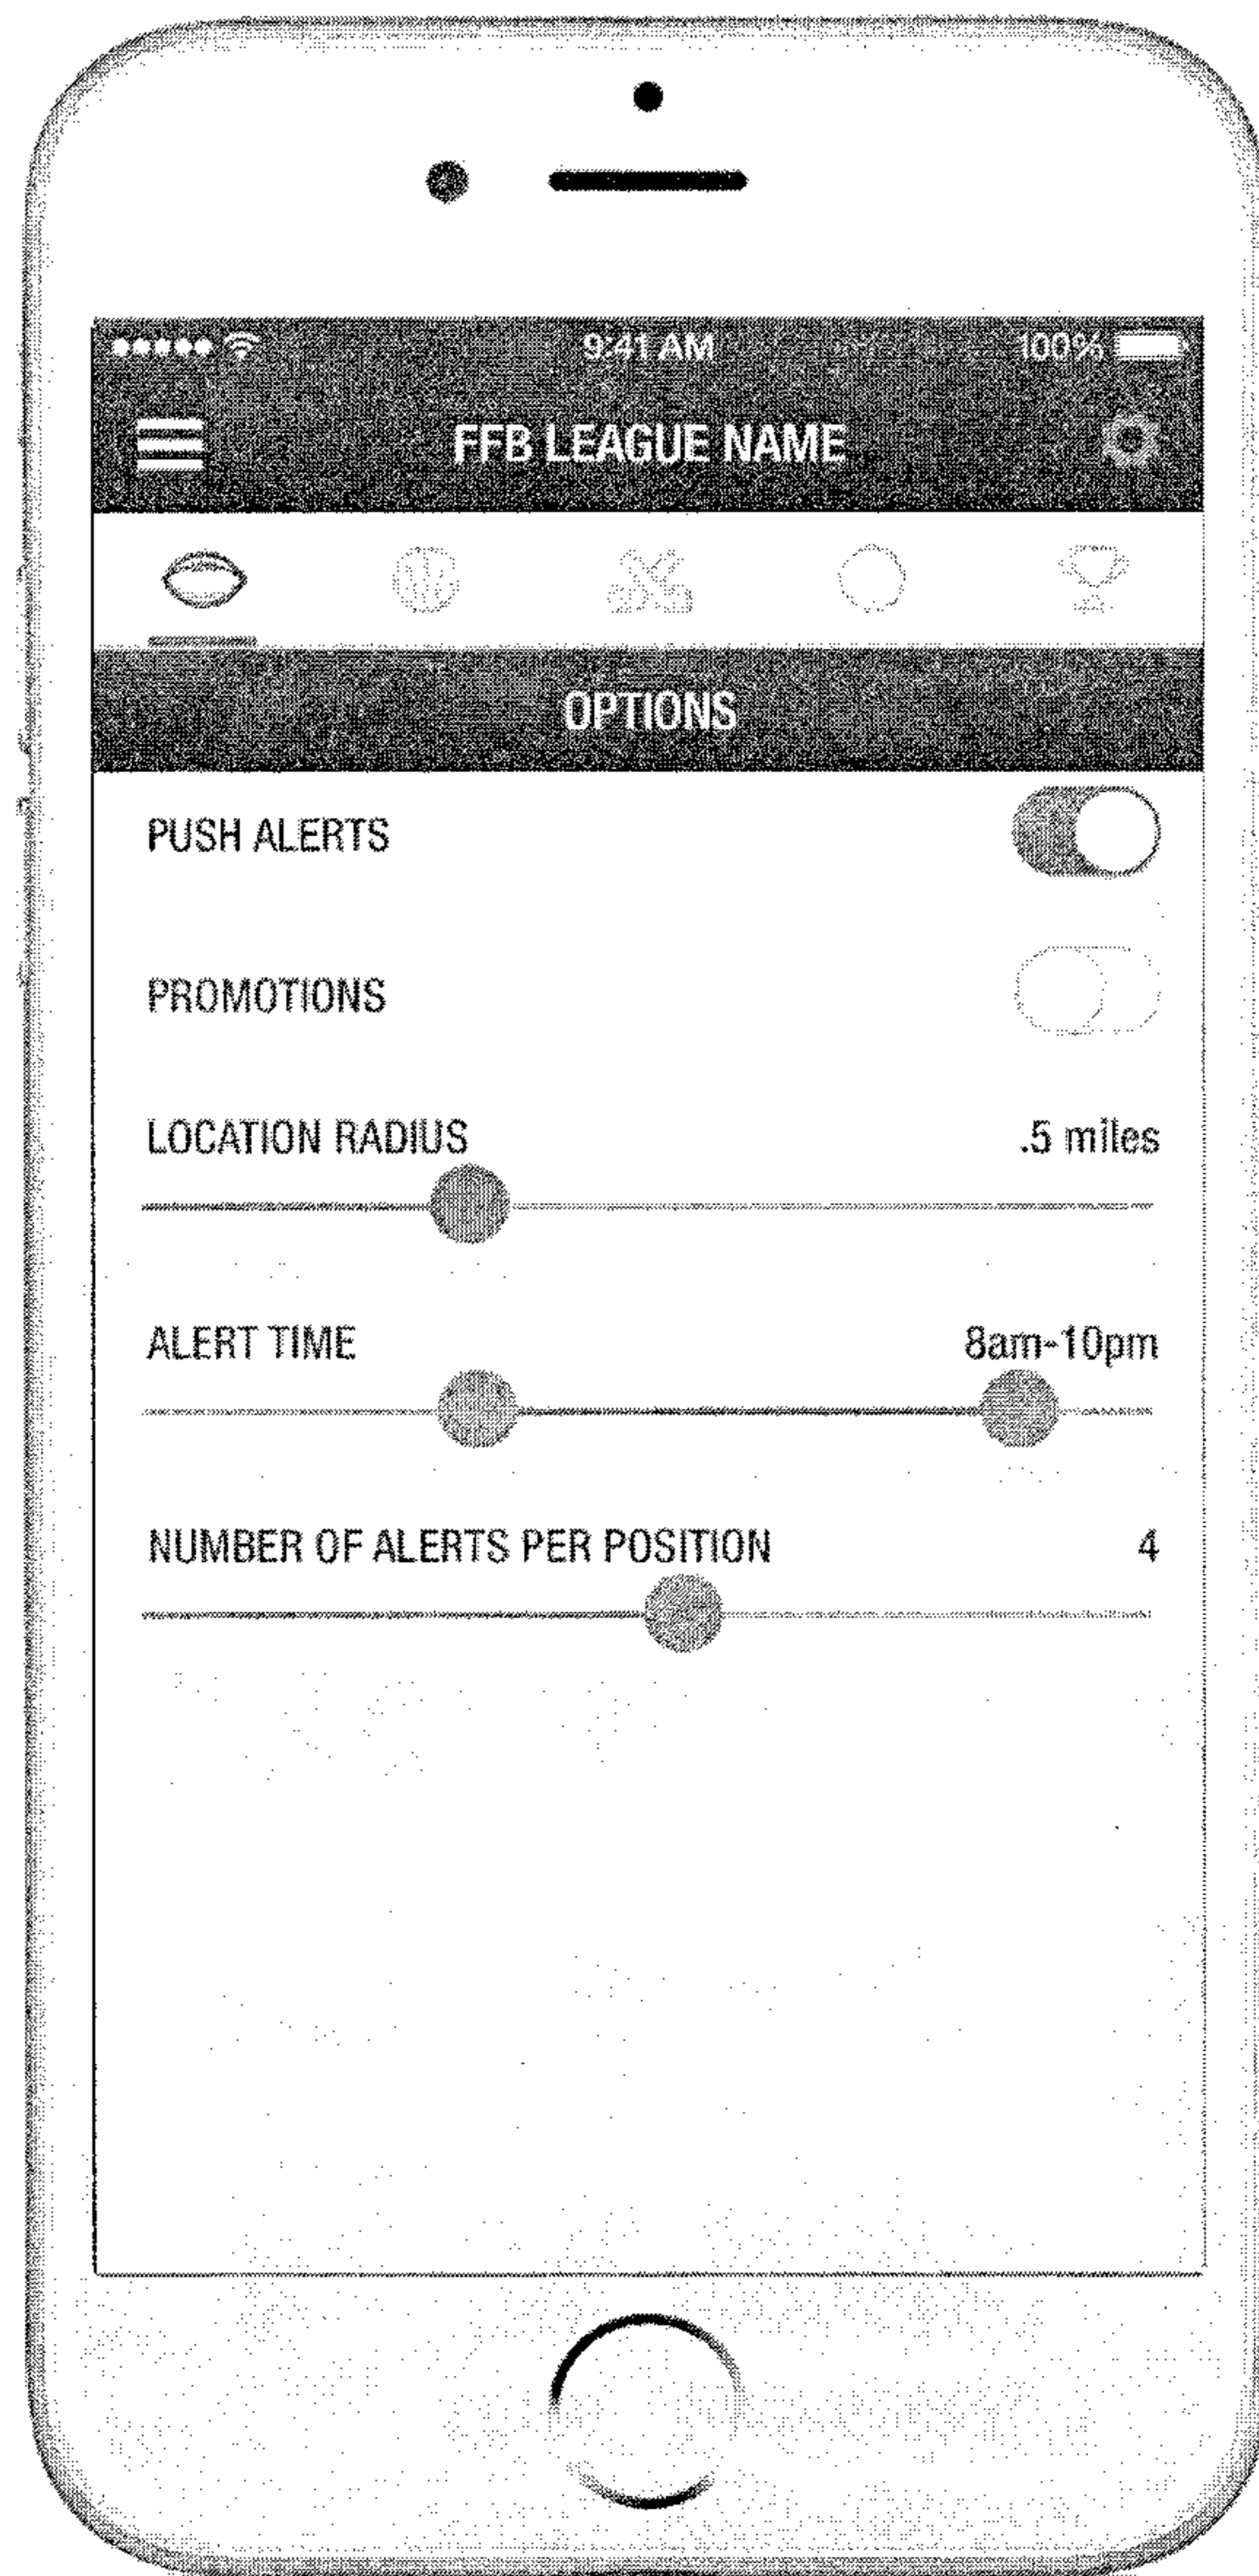 9:41 AM 100%
FFB LEAGUE NAME
OPTIONS
PUSH ALERTS
PROMOTIONS
LOCATION RADIUS .5 miles
ALERT TIME 8am-10pm
NUMBER OF ALERTS PER POSITION 4